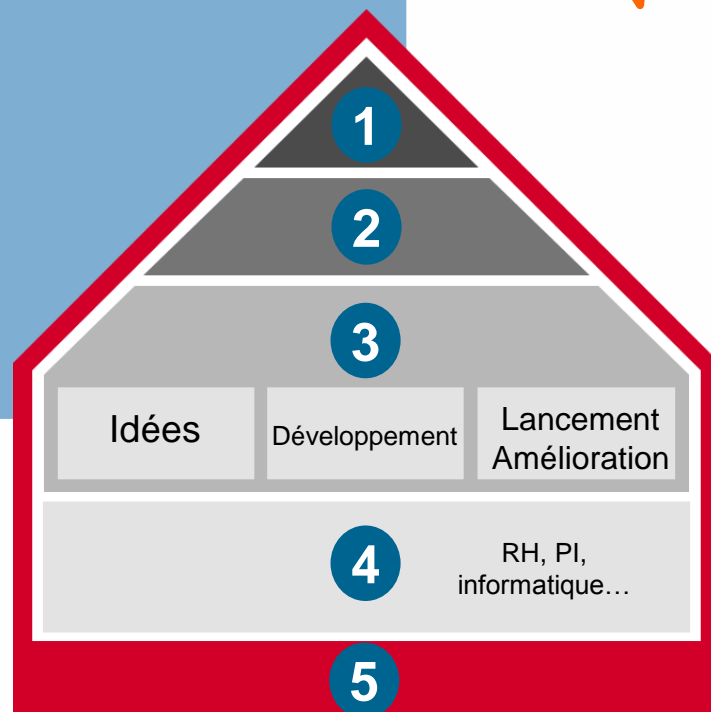 1
2
3
Idées
Développement
Lancement
Amélioration
4
RH, PI,
informatique…
5